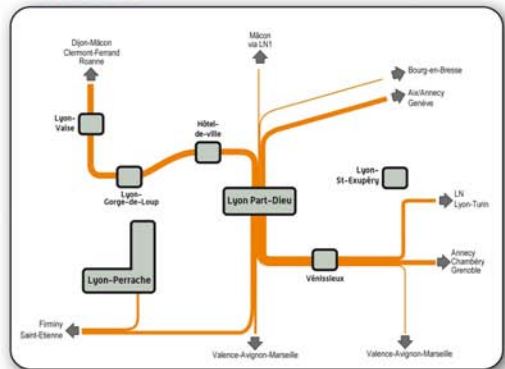 Dijon-Mâcon
Clermont-Ferrand
Roanne
Mâcon
via LN1
Bourg-en-Bresse
Aix/Annecy
Genève
Lyon-
Vaise
Hôtel-
de-ville
Lyon-
Gorge-de-Loup
Lyon-
St-Exupéry
Lyon Part-Dieu
LN
Lyon-Turin
Lyon-Perrache
Vénissieux
Annecy
Chambéry
Grenoble
Firminy
Saint-Etienne
Valence-Avignon-Marseille
Valence-Avignon-Marseille